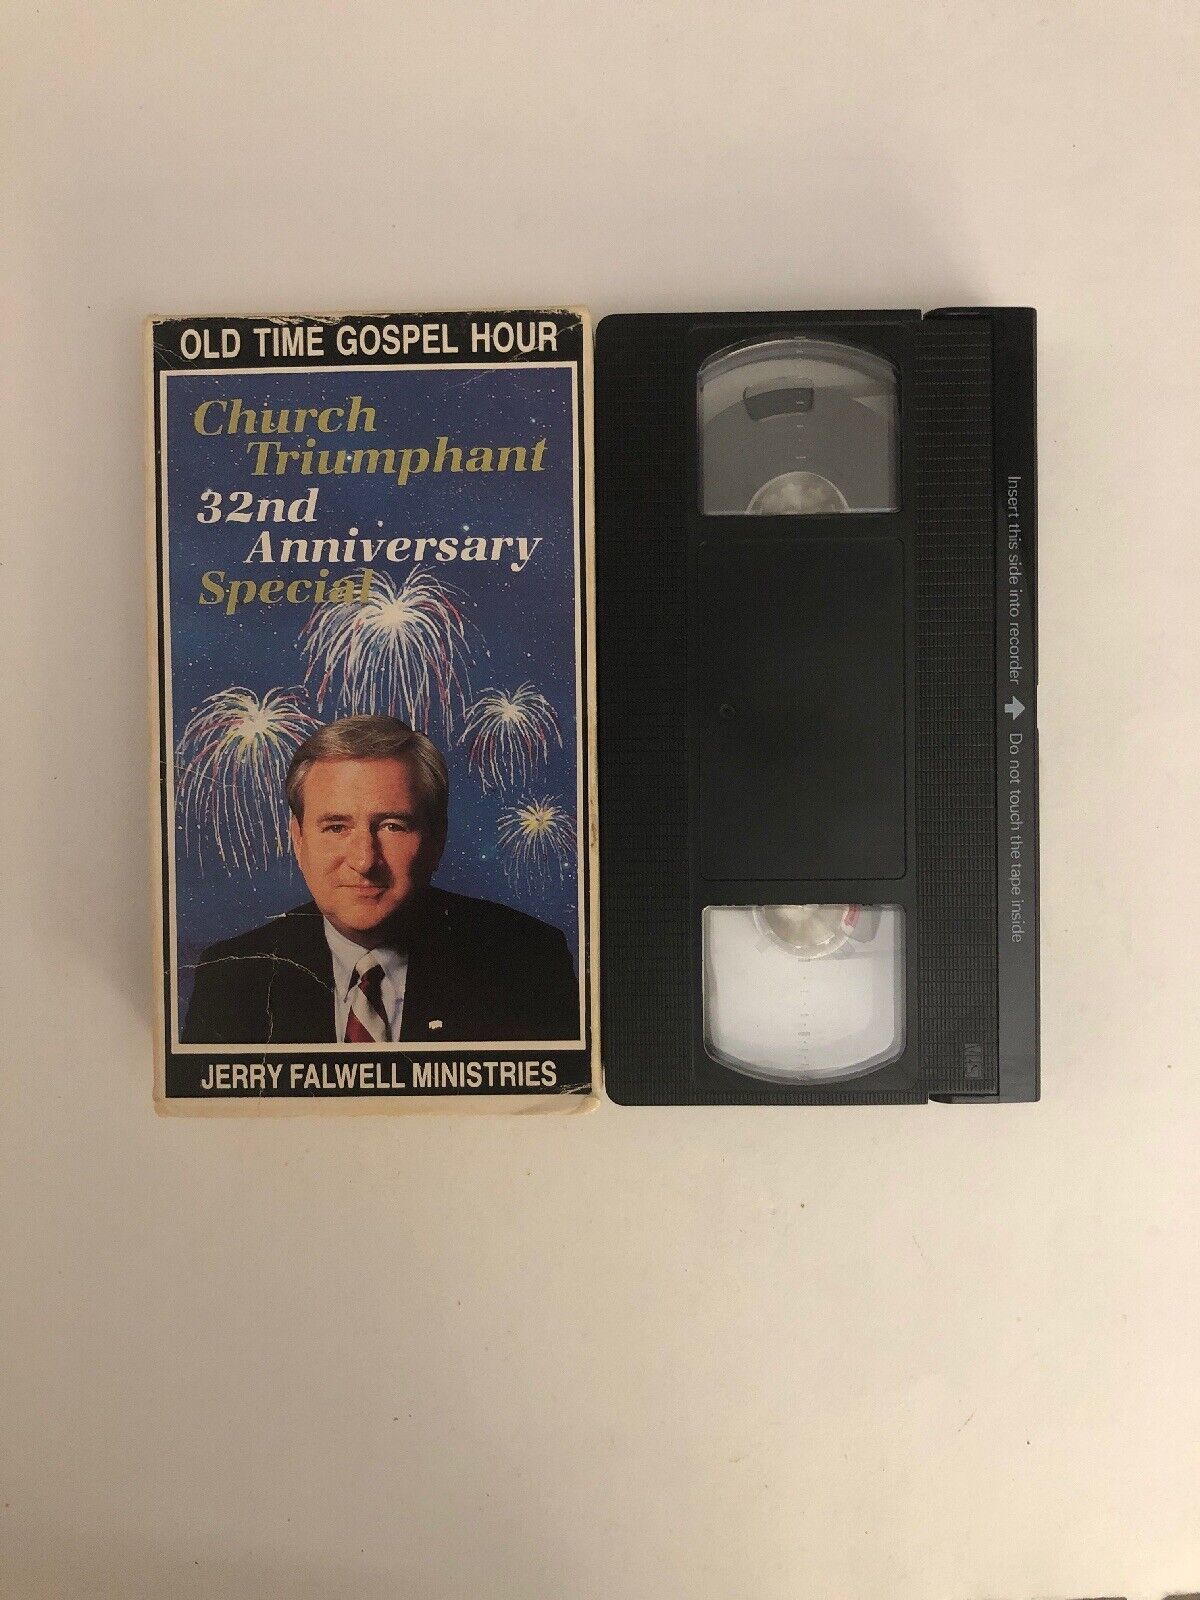 OLD TIME GOSPEL HOUR
Church
Triumphant
32nd
Anniversary
Special
JERRY FALWELL MINISTRIES
Insert this side into recorder ⬆ Do not touch the tape inside
VHS